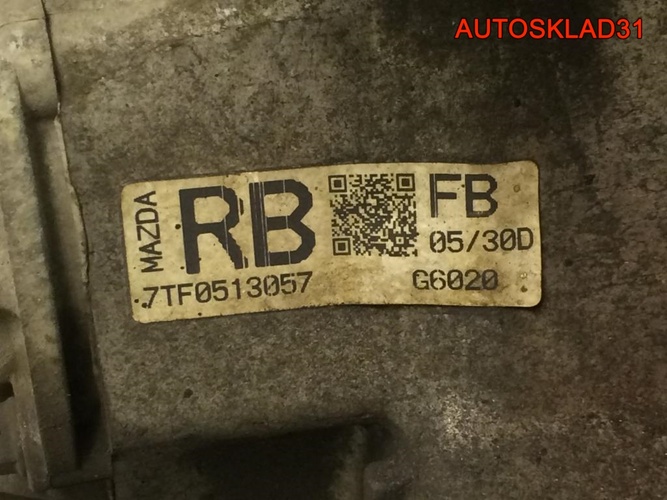 AUTOSKLAD31
MAZDA
RB
FB
05/30D
7TF0513057
G6020